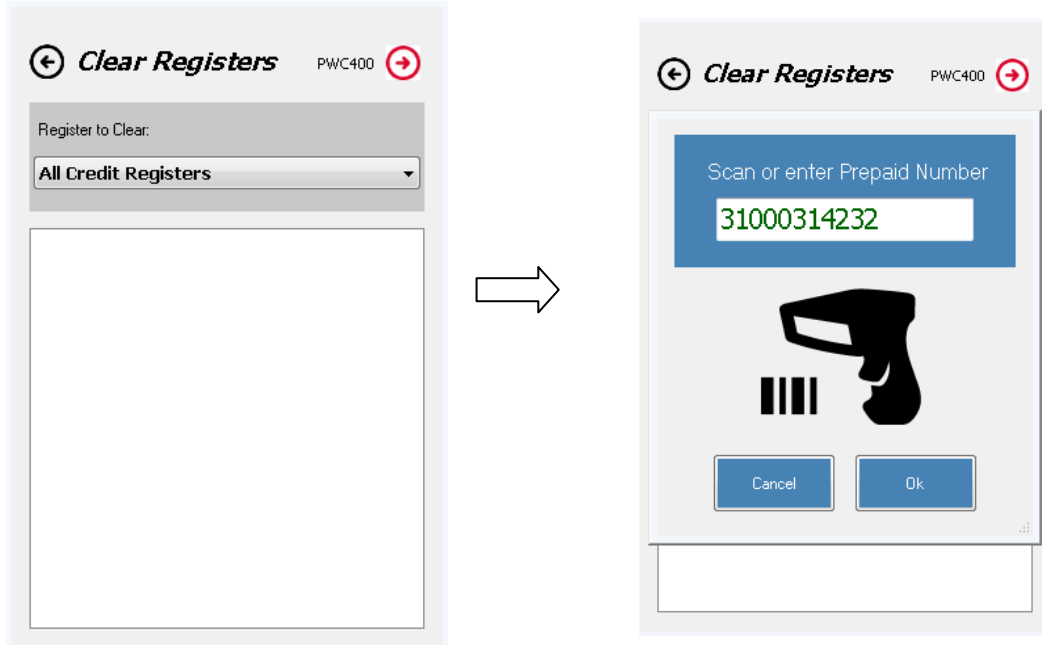 Clear Registers PWC400
Register to Clear:
All Credit Registers
Clear Registers PWC400
Scan or enter Prepaid Number
31000314232
Cancel Ok